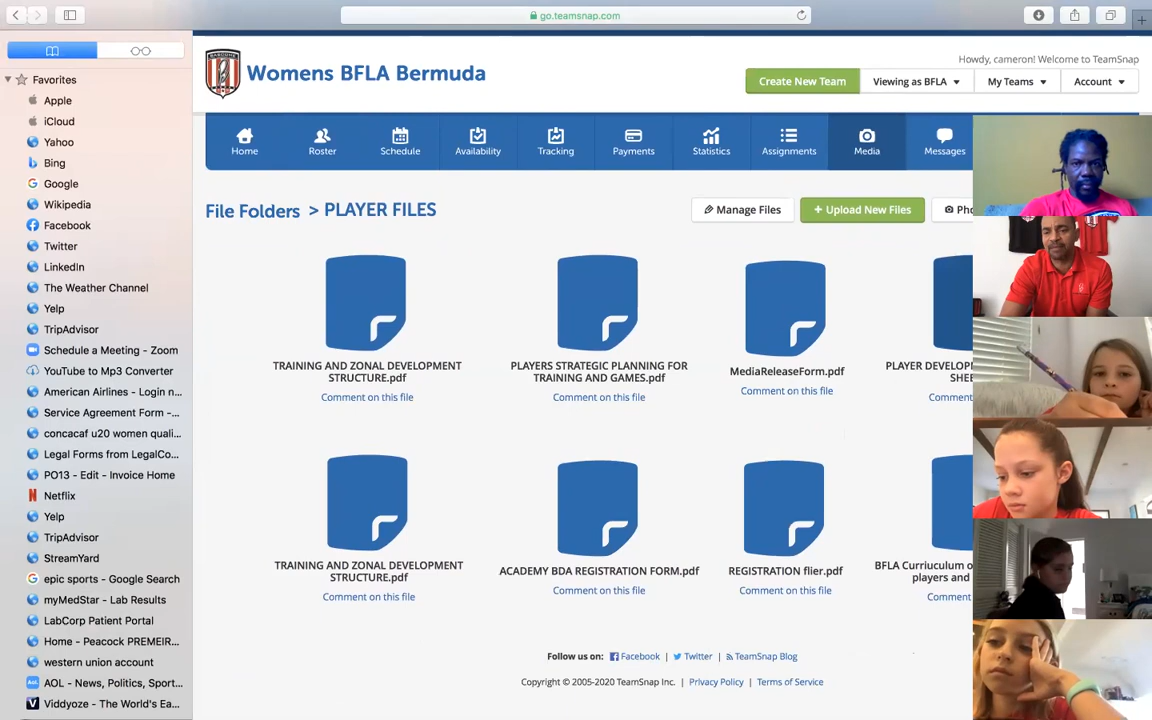 go.teamsnap.com
Favorites
Apple
iCloud
Yahoo
Bing
Google
Wikipedia
Facebook
Twitter
LinkedIn
The Weather Channel
Yelp
TripAdvisor
Schedule a Meeting - Zoom
YouTube to Mp3 Converter
American Airlines - Login n...
Service Agreement Form -...
concacaf u20 women quali...
Legal Forms from LegalCo...
PO13 - Edit - Invoice Home
Netflix
Yelp
TripAdvisor
StreamYard
epic sports - Google Search
myMedStar - Lab Results
LabCorp Patient Portal
Home - Peacock PREMEIR...
western union account
AOL - News, Politics, Sport...
Viddyoze - The World's Ea...
Womens BFLA Bermuda
Howdy, cameron! Welcome to TeamSnap
Create New Team
Viewing as BFLA
My Teams
Account
Home
Roster
Schedule
Availability
Tracking
Payments
Statistics
Assignments
Media
Messages
File Folders > PLAYER FILES
Manage Files
+ Upload New Files
Pho
TRAINING AND ZONAL DEVELOPMENT
STRUCTURE.pdf
Comment on this file
PLAYERS STRATEGIC PLANNING FOR
TRAINING AND GAMES.pdf
Comment on this file
MediaReleaseForm.pdf
Comment on this file
PLAYER DEVELOP
SHEE
Commen
TRAINING AND ZONAL DEVELOPMENT
STRUCTURE.pdf
Comment on this file
ACADEMY BDA REGISTRATION FORM.pdf
Comment on this file
REGISTRATION flier.pdf
Comment on this file
BFLA Curriuculum o
players and
Commen
Follow us on: Facebook | Twitter | TeamSnap Blog
Copyright © 2005-2020 TeamSnap Inc. | Privacy Policy | Terms of Service